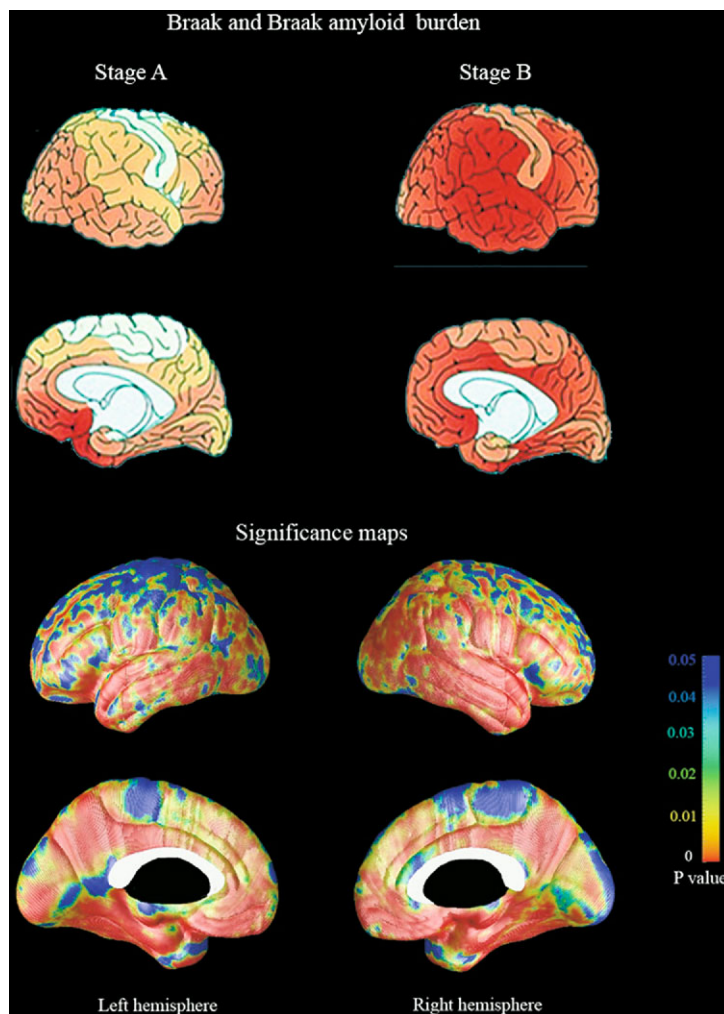 Braak and Braak amyloid burden
Stage A
Stage B
Significance maps
0.05
0.04
0.03
0.02
0.01
0
P value
Left hemisphere
Right hemisphere